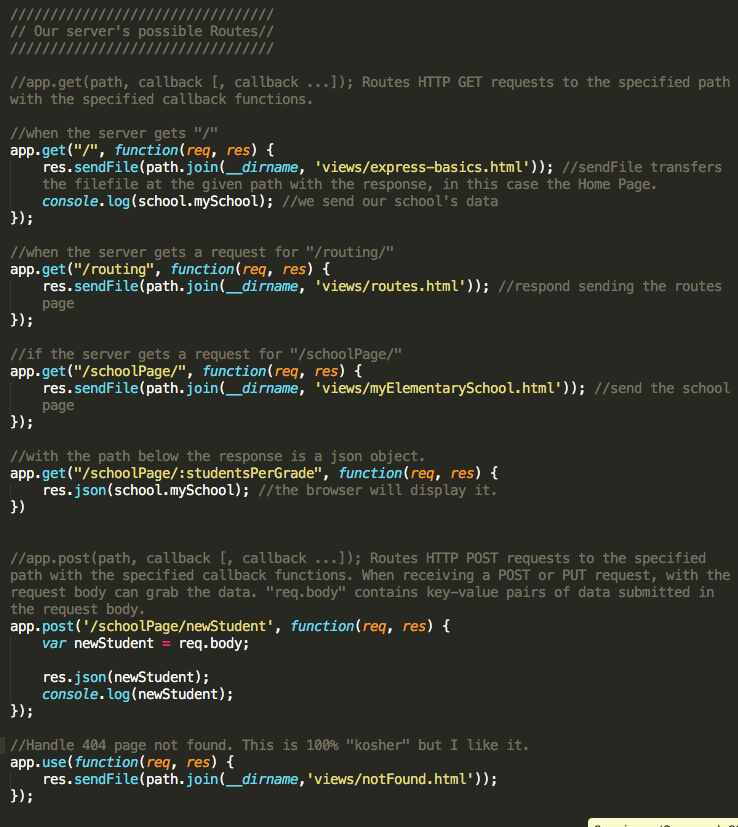 /////////////////////////////////
// Our server's possible Routes//
/////////////////////////////////
//app.get(path, callback [, callback ...]); Routes HTTP GET requests to the specified path
with the specified callback functions.
//when the server gets "/"
app.get("/", function(req, res) {
res.sendFile(path.join(__dirname, 'views/express-basics.html')); //sendFile transfers
the filefile at the given path with the response, in this case the Home Page.
console.log(school.mySchool); //we send our school's data
});
//when the server gets a request for "/routing/"
app.get("/routing", function(req, res) {
res.sendFile(path.join(__dirname, 'views/routes.html')); //respond sending the routes
page
});
//if the server gets a request for "/schoolPage/"
app.get("/schoolPage/", function(req, res) {
res.sendFile(path.join(__dirname, 'views/myElementarySchool.html')); //send the school
page
});
//with the path below the response is a json object.
app.get("/schoolPage/:studentsPerGrade", function(req, res) {
res.json(school.mySchool); //the browser will display it.
})
//app.post(path, callback [, callback ...]); Routes HTTP POST requests to the specified
path with the specified callback functions. When receiving a POST or PUT request, with the
request body can grab the data. "req.body" contains key-value pairs of data submitted in
the request body.
app.post('/schoolPage/newStudent', function(req, res) {
var newStudent = req.body;
res.json(newStudent);
console.log(newStudent);
});
//Handle 404 page not found. This is 100% "kosher" but I like it.
app.use(function(req, res) {
res.sendFile(path.join(__dirname,'views/notFound.html'));
});